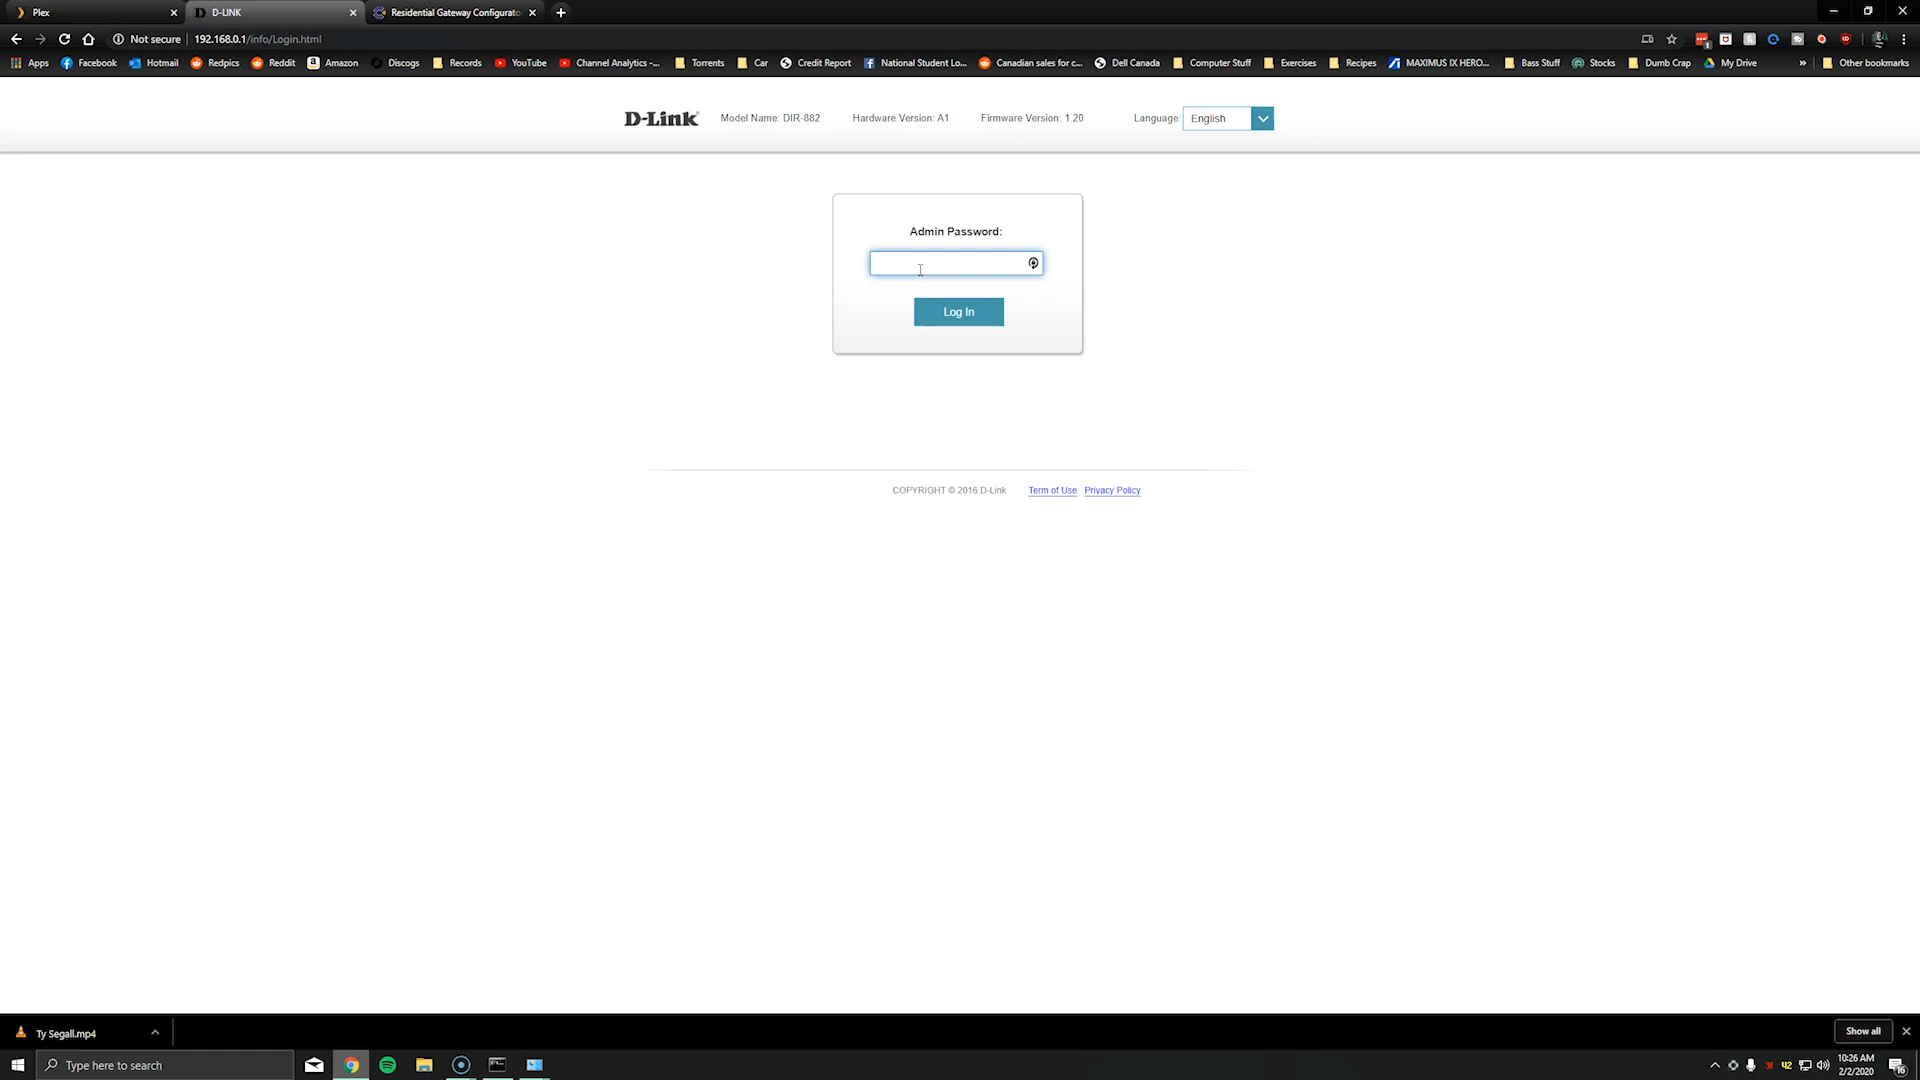 Plex
D-LINK
Residential Gateway Configurato
Not secure
192.168.0.1/info/Login.html
Apps
Facebook
Hotmail
Redpics
Reddit
Amazon
Discogs
Records
YouTube
Channel Analytics -...
Torrents
Car
Credit Report
National Student Lo...
Canadian sales for c...
Dell Canada
Computer Stuff
Exercises
Recipes
MAXIMUS IX HERO...
Bass Stuff
Stocks
Dumb Crap
My Drive
»
Other bookmarks
D-Link
Model Name: DIR-882
Hardware Version: A1
Firmware Version: 1.20
Language:
English
Admin Password:
Log In
COPYRIGHT © 2016 D-Link
Term of Use
Privacy Policy
Ty Segall.mp4
Show all
Type here to search
31
42
10:26 AM
2/2/2020
16